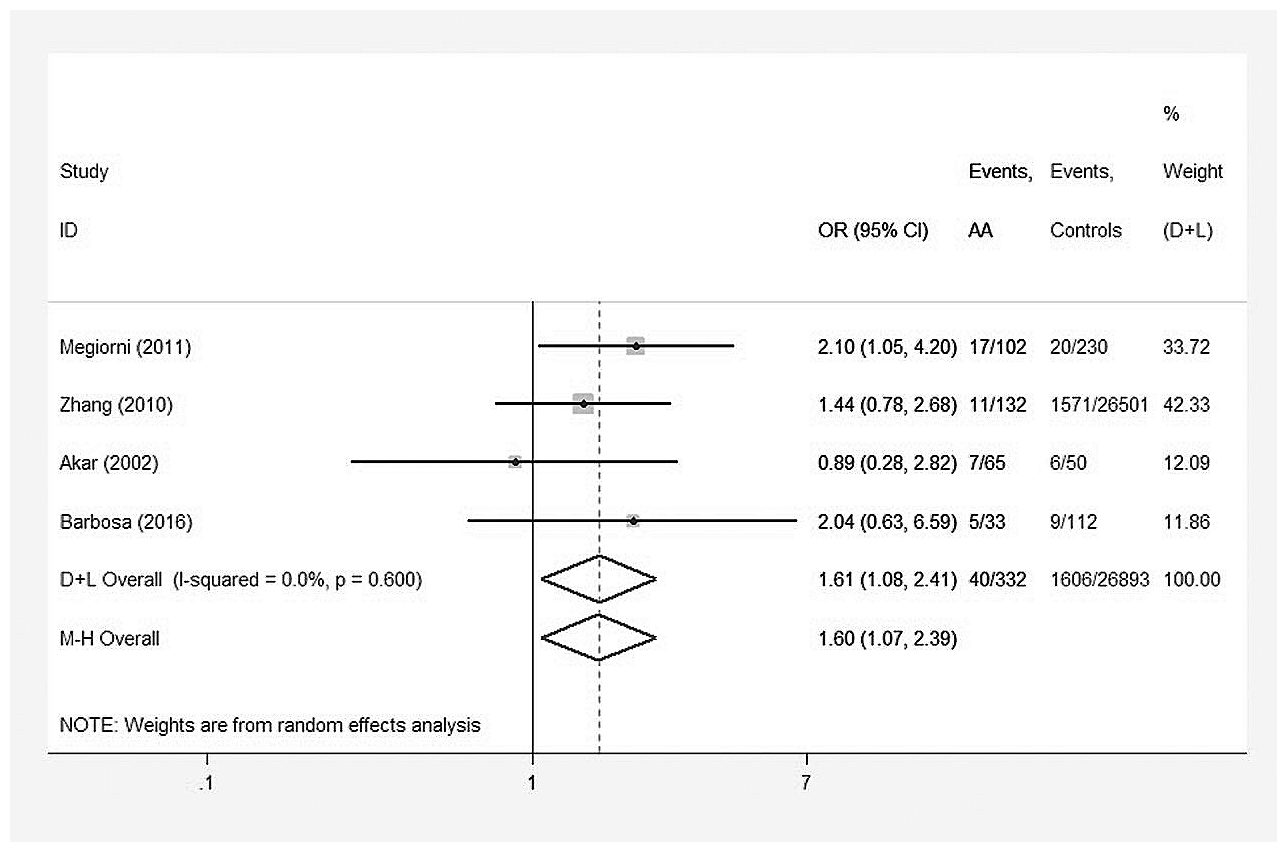 %
Study Events, Events, Weight
ID OR (95% CI) AA Controls (D+L)
Megiorni (2011) 2.10 (1.05, 4.20) 17/102 20/230 33.72
Zhang (2010) 1.44 (0.78, 2.68) 11/132 1571/26501 42.33
Akar (2002) 0.89 (0.28, 2.82) 7/65 6/50 12.09
Barbosa (2016) 2.04 (0.63, 6.59) 5/33 9/112 11.86
D+L Overall (I-squared = 0.0%, p = 0.600) 1.61 (1.08, 2.41) 40/332 1606/26893 100.00
M-H Overall 1.60 (1.07, 2.39)
NOTE: Weights are from random effects analysis
.1 1 7